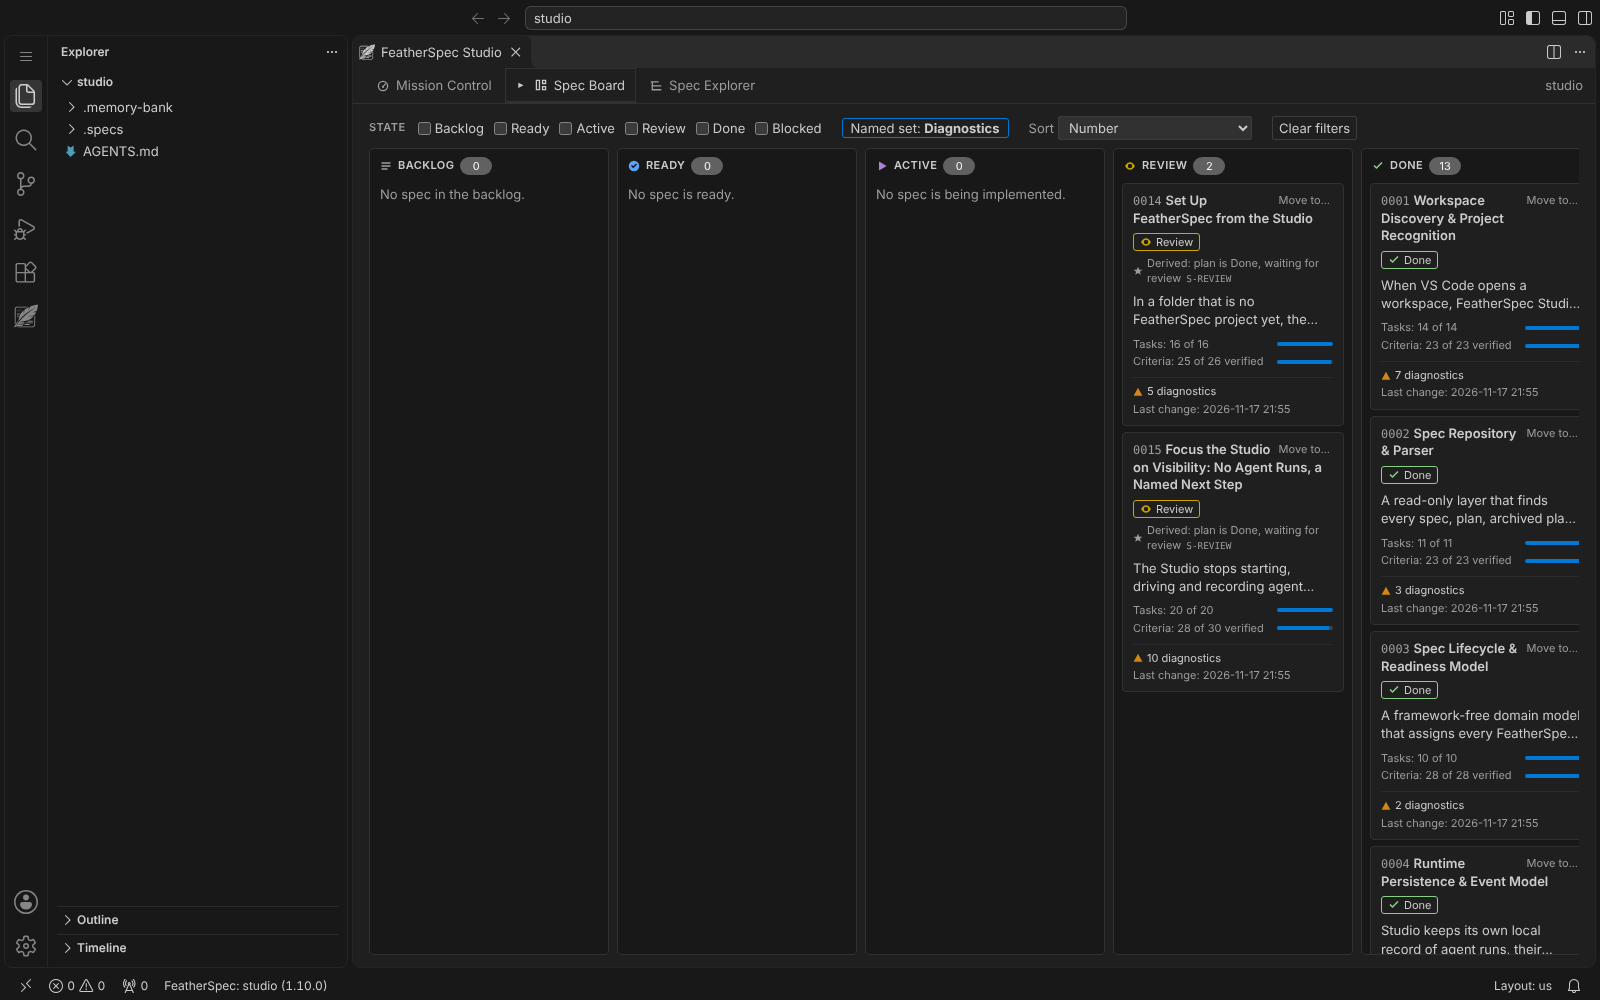 studio
Explorer
studio
.memory-bank
.specs
AGENTS.md
Outline
Timeline
FeatherSpec Studio
Mission Control
Spec Board
Spec Explorer
studio
STATE
Backlog
Ready
Active
Review
Done
Blocked
Named set: Diagnostics
Sort
Number
Clear filters
BACKLOG 0
No spec in the backlog.
READY 0
No spec is ready.
ACTIVE 0
No spec is being implemented.
REVIEW 2
0014 Set Up Move to...
FeatherSpec from the Studio
Review
Derived: plan is Done, waiting for
review S-REVIEW
In a folder that is no
FeatherSpec project yet, the...
Tasks: 16 of 16
Criteria: 25 of 26 verified
5 diagnostics
Last change: 2026-11-17 21:55
0015 Focus the Studio Move to...
on Visibility: No Agent Runs, a
Named Next Step
Review
Derived: plan is Done, waiting for
review S-REVIEW
The Studio stops starting,
driving and recording agent...
Tasks: 20 of 20
Criteria: 28 of 30 verified
10 diagnostics
Last change: 2026-11-17 21:55
DONE 13
0001 Workspace Move to...
Discovery & Project
Recognition
Done
When VS Code opens a
workspace, FeatherSpec Studi...
Tasks: 14 of 14
Criteria: 23 of 23 verified
7 diagnostics
Last change: 2026-11-17 21:55
0002 Spec Repository Move to...
& Parser
Done
A read-only layer that finds
every spec, plan, archived pla...
Tasks: 11 of 11
Criteria: 23 of 23 verified
3 diagnostics
Last change: 2026-11-17 21:55
0003 Spec Lifecycle & Move to...
Readiness Model
Done
A framework-free domain model
that assigns every FeatherSpe...
Tasks: 10 of 10
Criteria: 28 of 28 verified
2 diagnostics
Last change: 2026-11-17 21:55
0004 Runtime Move to...
Persistence & Event Model
Done
Studio keeps its own local
record of agent runs, their...
0 0 0 FeatherSpec: studio (1.10.0)
Layout: us